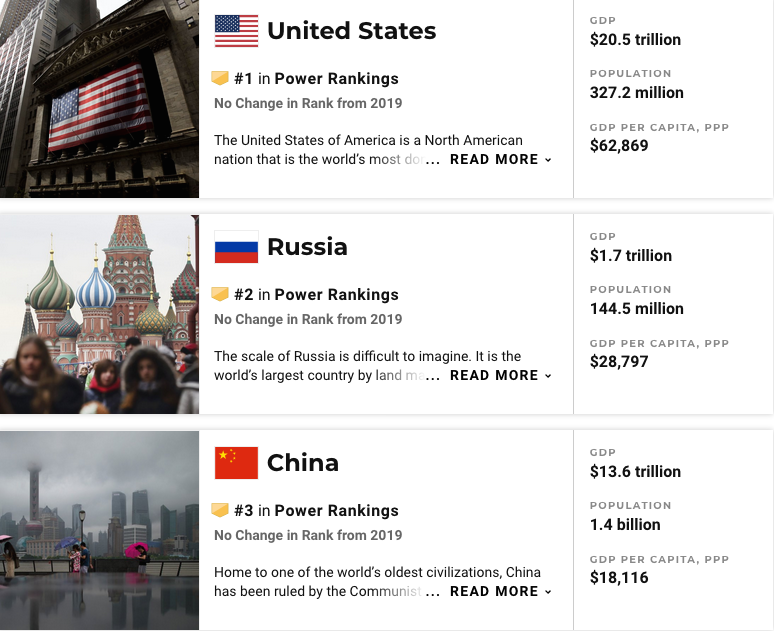 United States
#1 in Power Rankings
No Change in Rank from 2019
The United States of America is a North American
nation that is the world's most do... READ MORE
GDP
$20.5 trillion
POPULATION
327.2 million
GDP PER CAPITA, PPP
$62,869
Russia
#2 in Power Rankings
No Change in Rank from 2019
The scale of Russia is difficult to imagine. It is the
world's largest country by land ma... READ MORE
GDP
$1.7 trillion
POPULATION
144.5 million
GDP PER CAPITA, PPP
$28,797
China
#3 in Power Rankings
No Change in Rank from 2019
Home to one of the world's oldest civilizations, China
has been ruled by the Communist... READ MORE
GDP
$13.6 trillion
POPULATION
1.4 billion
GDP PER CAPITA, PPP
$18,116